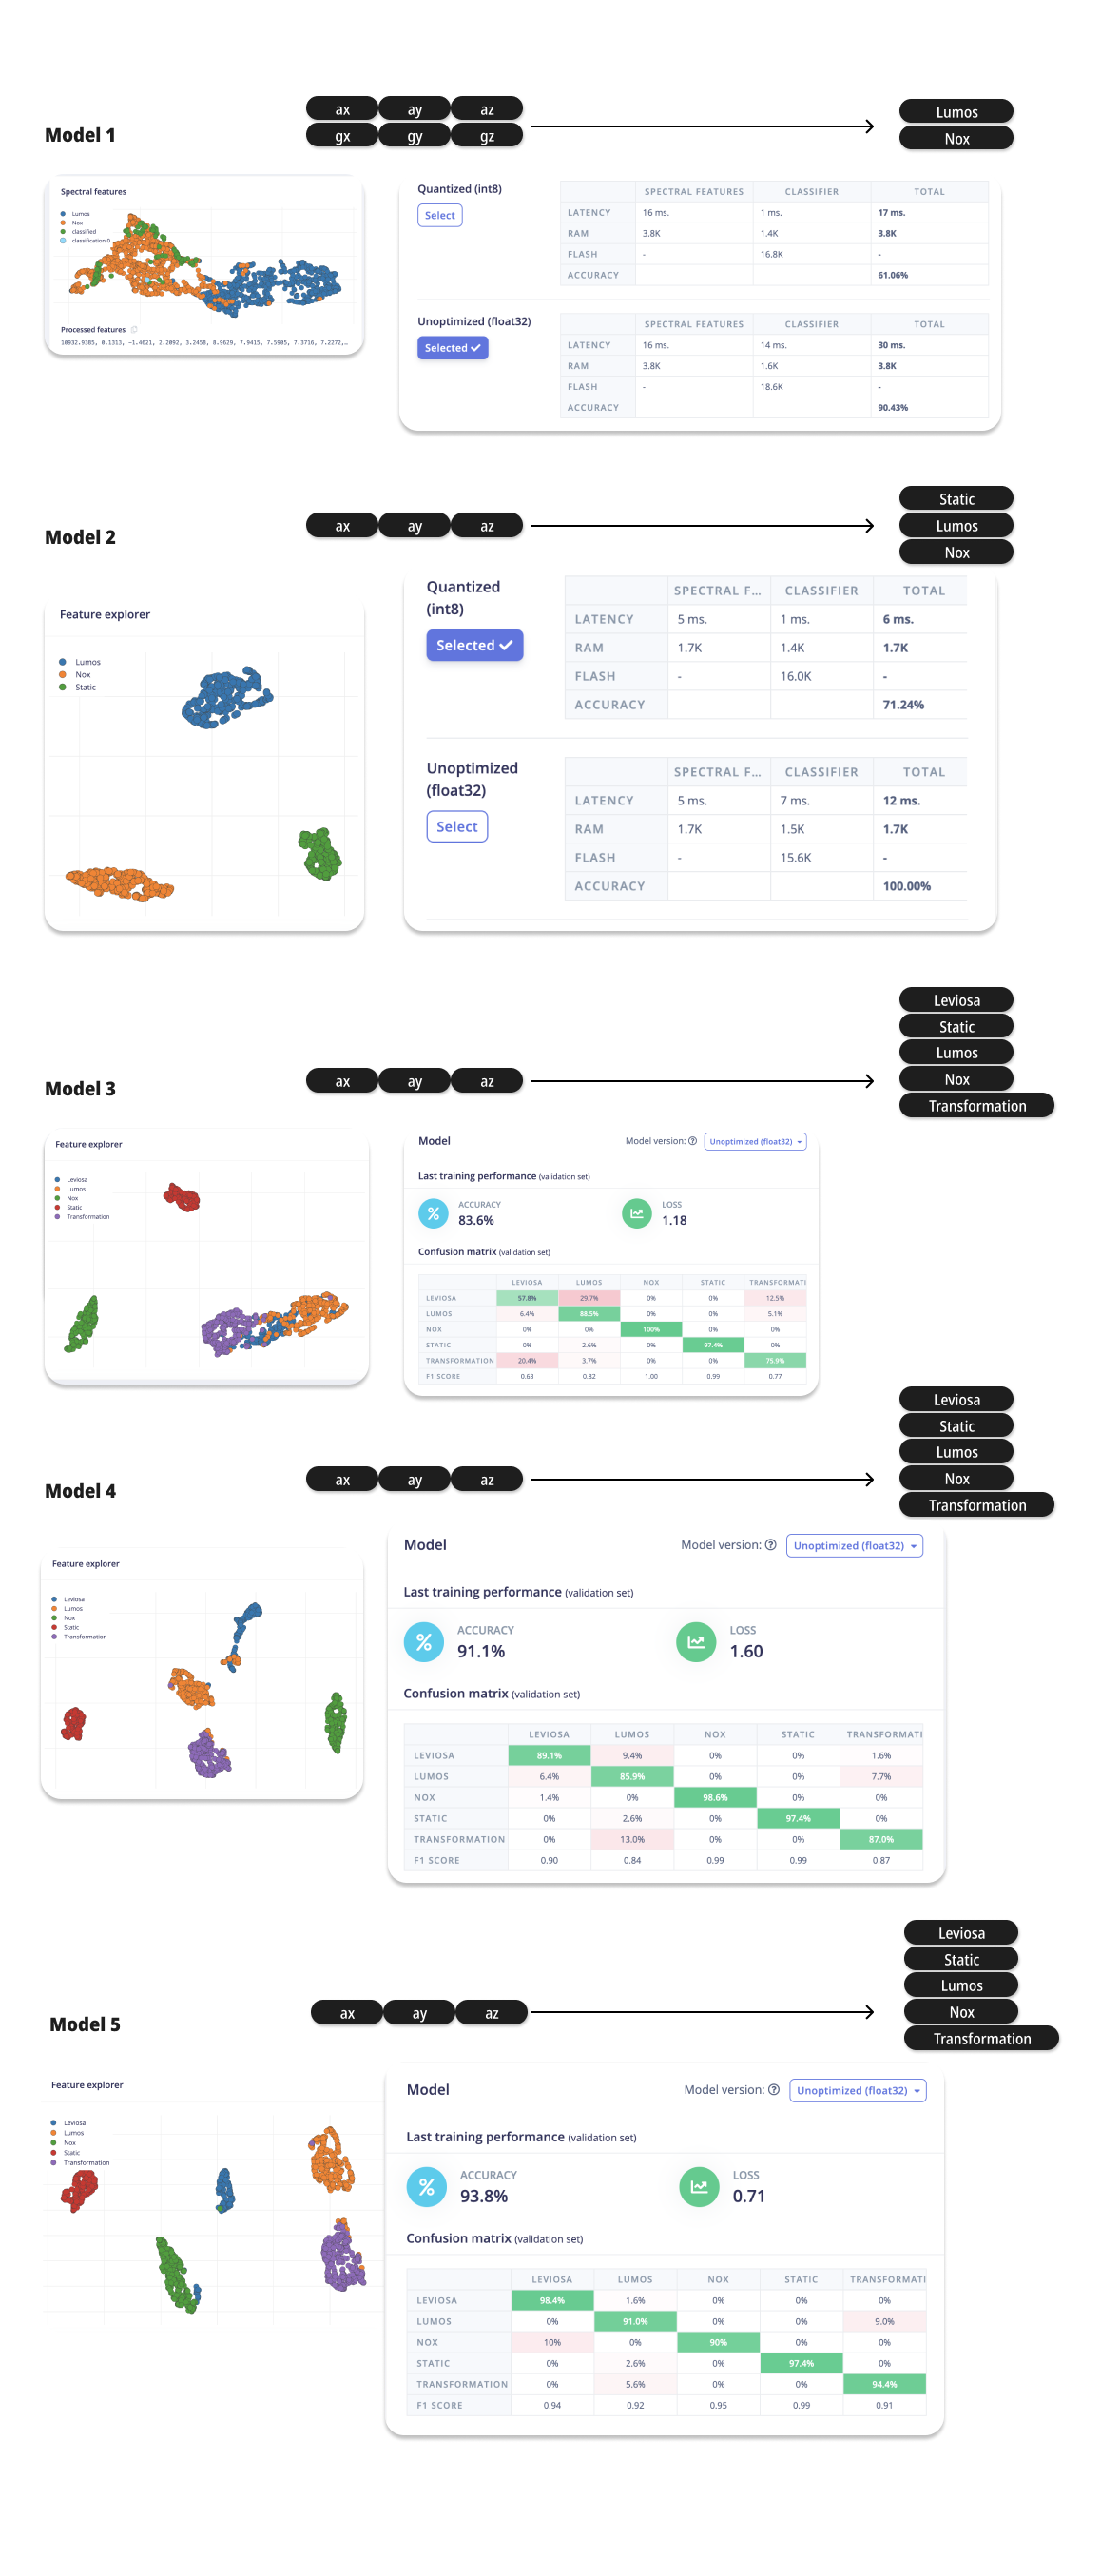 Model 1
ax ay az
gx gy gz
Lumos
Nox
Spectral features
Lumos
Nox
classified
classification 0
Processed features
10932.9385, 0.1313, -1.4621, 2.2092, 3.2458, 8.9629, 7.9415, 7.5905, 7.3716, 7.2272,…
Quantized (int8)
Select
SPECTRAL FEATURES CLASSIFIER TOTAL
LATENCY 16 ms. 1 ms. 17 ms.
RAM 3.8K 1.4K 3.8K
FLASH - 16.8K -
ACCURACY 61.06%
Unoptimized (float32)
Selected
SPECTRAL FEATURES CLASSIFIER TOTAL
LATENCY 16 ms. 14 ms. 30 ms.
RAM 3.8K 1.6K 3.8K
FLASH - 18.6K -
ACCURACY 90.43%
Model 2
ax ay az
Static
Lumos
Nox
Feature explorer
Lumos
Nox
Static
Quantized
(int8)
Selected
SPECTRAL F... CLASSIFIER TOTAL
LATENCY 5 ms. 1 ms. 6 ms.
RAM 1.7K 1.4K 1.7K
FLASH - 16.0K -
ACCURACY 71.24%
Unoptimized
(float32)
Select
SPECTRAL F... CLASSIFIER TOTAL
LATENCY 5 ms. 7 ms. 12 ms.
RAM 1.7K 1.5K 1.7K
FLASH - 15.6K -
ACCURACY 100.00%
Model 3
ax ay az
Leviosa
Static
Lumos
Nox
Transformation
Feature explorer
Leviosa
Lumos
Nox
Static
Transformation
Model Model version: Unoptimized (float32)
Last training performance (validation set)
ACCURACY
83.6%
LOSS
1.18
Confusion matrix (validation set)
LEVIOSA LUMOS NOX STATIC TRANSFORMATI
LEVIOSA 57.8% 29.7% 0% 0% 12.5%
LUMOS 6.4% 88.5% 0% 0% 5.1%
NOX 0% 0% 100% 0% 0%
STATIC 0% 2.6% 0% 97.4% 0%
TRANSFORMATION 20.4% 3.7% 0% 0% 75.9%
F1 SCORE 0.63 0.82 1.00 0.99 0.77
Model 4
ax ay az
Leviosa
Static
Lumos
Nox
Transformation
Feature explorer
Leviosa
Lumos
Nox
Static
Transformation
Model Model version: Unoptimized (float32)
Last training performance (validation set)
ACCURACY
91.1%
LOSS
1.60
Confusion matrix (validation set)
LEVIOSA LUMOS NOX STATIC TRANSFORMATI
LEVIOSA 89.1% 9.4% 0% 0% 1.6%
LUMOS 6.4% 85.9% 0% 0% 7.7%
NOX 1.4% 0% 98.6% 0% 0%
STATIC 0% 2.6% 0% 97.4% 0%
TRANSFORMATION 0% 13.0% 0% 0% 87.0%
F1 SCORE 0.90 0.84 0.99 0.99 0.87
Model 5
ax ay az
Leviosa
Static
Lumos
Nox
Transformation
Feature explorer
Leviosa
Lumos
Nox
Static
Transformation
Model Model version: Unoptimized (float32)
Last training performance (validation set)
ACCURACY
93.8%
LOSS
0.71
Confusion matrix (validation set)
LEVIOSA LUMOS NOX STATIC TRANSFORMATI
LEVIOSA 98.4% 1.6% 0% 0% 0%
LUMOS 0% 91.0% 0% 0% 9.0%
NOX 10% 0% 90% 0% 0%
STATIC 0% 2.6% 0% 97.4% 0%
TRANSFORMATION 0% 5.6% 0% 0% 94.4%
F1 SCORE 0.94 0.92 0.95 0.99 0.91